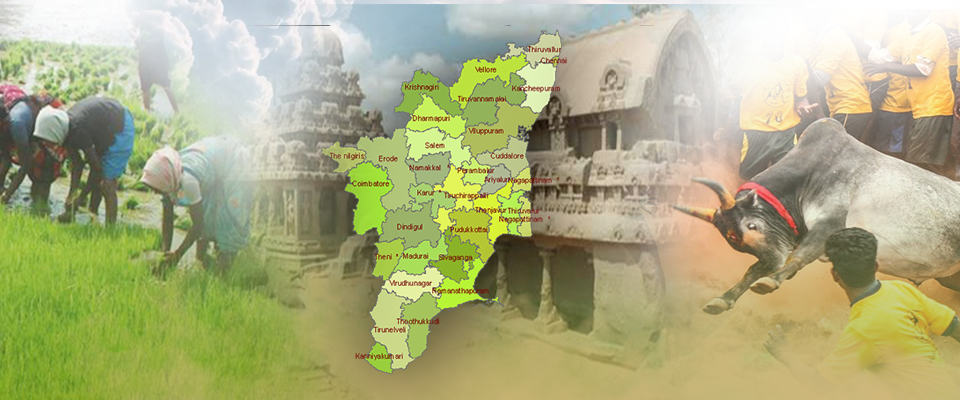 Thiruvallur
Chennai
Vellore
Kancheepuram
Krishnagiri
Tiruvannamalai
Dharmapuri
Viluppuram
Salem
The nilgiris
Erode
Cuddalore
Namakkal
Perambalur
Ariyalur
Nagapattinam
Coimbatore
Karur
Tiruchirappalli
Thanjavur
Thiruvarur
Nagapattinam
Dindigul
Pudukkottai
Theni
Madurai
Sivaganga
Virudhunagar
Ramanathapuram
Thoothukkudi
Tirunelveli
Kanniyakumari